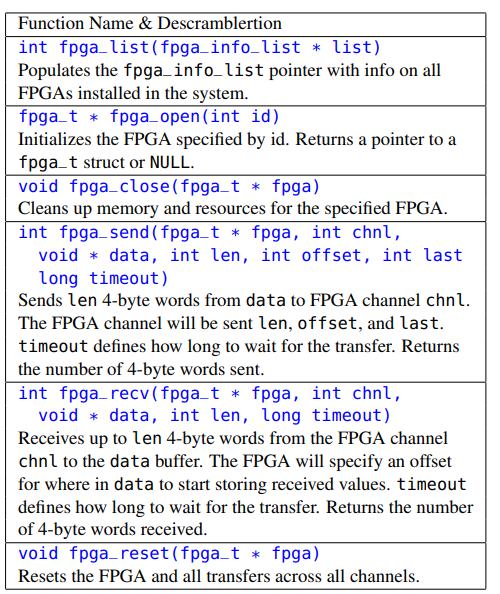 Function Name & Descramblertion
int fpga_list(fpga_info_list * list)
Populates the fpga_info_list pointer with info on all
FPGAs installed in the system.
fpga_t * fpga_open(int id)
Initializes the FPGA specified by id. Returns a pointer to a
fpga_t struct or NULL.
void fpga_close(fpga_t * fpga)
Cleans up memory and resources for the specified FPGA.
int fpga_send(fpga_t * fpga, int chnl,
void * data, int len, int offset, int last
long timeout)
Sends len 4-byte words from data to FPGA channel chnl.
The FPGA channel will be sent len, offset, and last.
timeout defines how long to wait for the transfer. Returns
the number of 4-byte words sent.
int fpga_recv(fpga_t * fpga, int chnl,
void * data, int len, long timeout)
Receives up to len 4-byte words from the FPGA channel
chnl to the data buffer. The FPGA will specify an offset
for where in data to start storing received values. timeout
defines how long to wait for the transfer. Returns the number
of 4-byte words received.
void fpga_reset(fpga_t * fpga)
Resets the FPGA and all transfers across all channels.